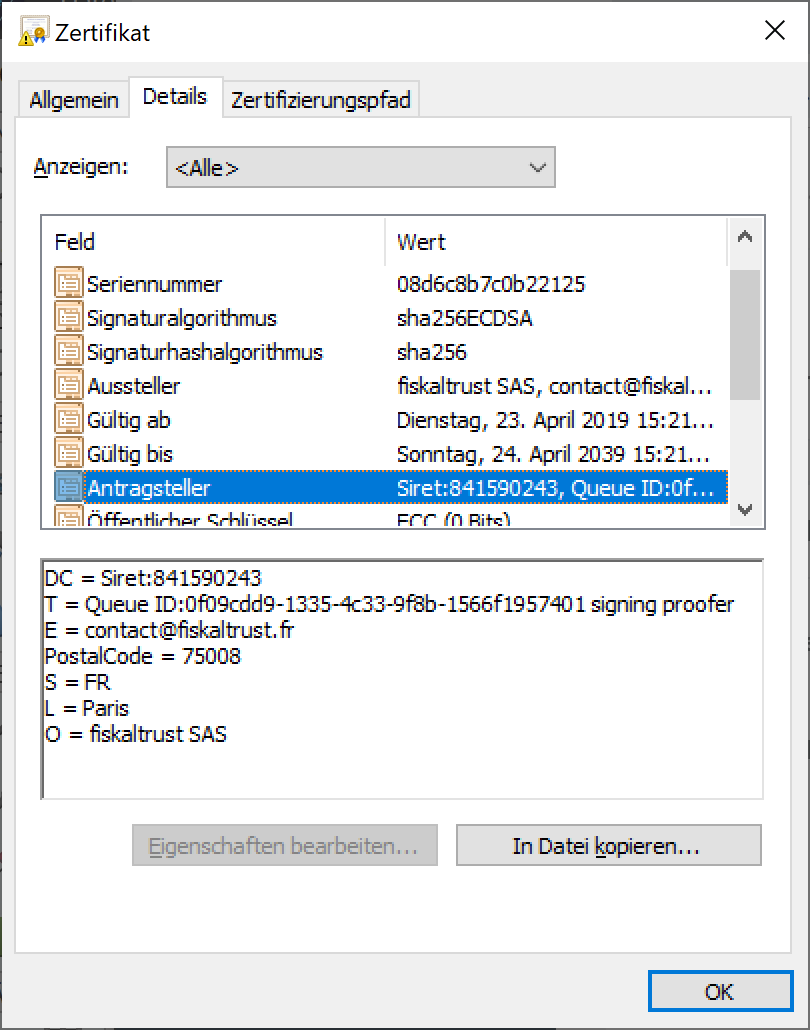 Zertifikat
Allgemein Details Zertifizierungspfad
Anzeigen: <Alle>
Feld Wert
Seriennummer 08d6c8b7c0b22125
Signaturalgorithmus sha256ECDSA
Signaturhashalgorithmus sha256
Aussteller fiskaltrust SAS, contact@fiskal...
Gültig ab Dienstag, 23. April 2019 15:21...
Gültig bis Sonntag, 24. April 2039 15:21...
Antragsteller Siret:841590243, Queue ID:0f...
Öffentlicher Schlüssel ECC (0 Bits)
DC = Siret:841590243
T = Queue ID:0f09cdd9-1335-4c33-9f8b-1566f1957401 signing proofer
E = contact@fiskaltrust.fr
PostalCode = 75008
S = FR
L = Paris
O = fiskaltrust SAS
Eigenschaften bearbeiten... In Datei kopieren...
OK